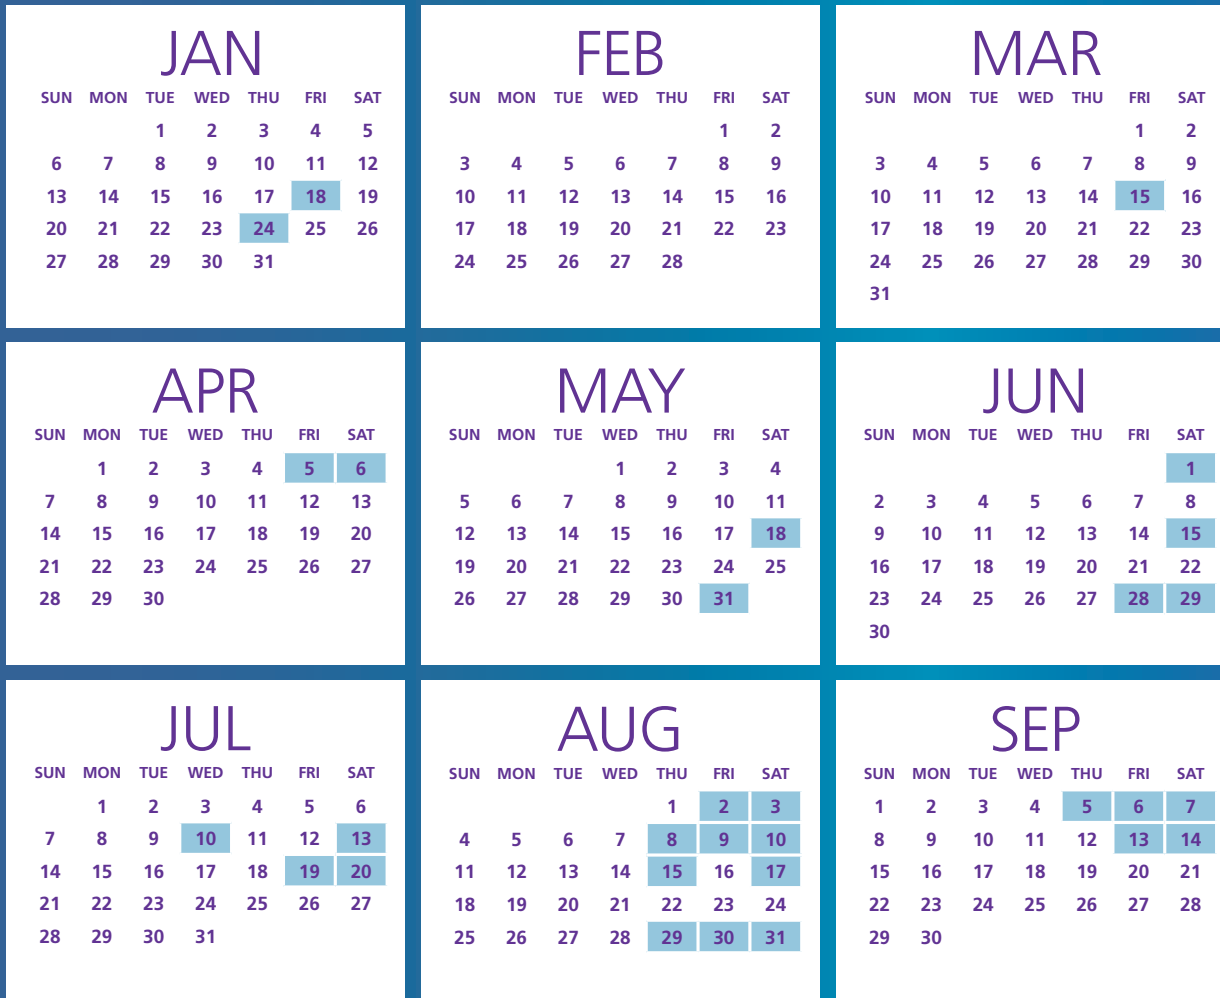 JAN
SUN MON TUE WED THU FRI SAT
1 2 3 4 5
6 7 8 9 10 11 12
13 14 15 16 17 18 19
20 21 22 23 24 25 26
27 28 29 30 31
FEB
SUN MON TUE WED THU FRI SAT
1 2
3 4 5 6 7 8 9
10 11 12 13 14 15 16
17 18 19 20 21 22 23
24 25 26 27 28
MAR
SUN MON TUE WED THU FRI SAT
1 2
3 4 5 6 7 8 9
10 11 12 13 14 15 16
17 18 19 20 21 22 23
24 25 26 27 28 29 30
31
APR
SUN MON TUE WED THU FRI SAT
1 2 3 4 5 6
7 8 9 10 11 12 13
14 15 16 17 18 19 20
21 22 23 24 25 26 27
28 29 30
MAY
SUN MON TUE WED THU FRI SAT
1 2 3 4
5 6 7 8 9 10 11
12 13 14 15 16 17 18
19 20 21 22 23 24 25
26 27 28 29 30 31
JUN
SUN MON TUE WED THU FRI SAT
1
2 3 4 5 6 7 8
9 10 11 12 13 14 15
16 17 18 19 20 21 22
23 24 25 26 27 28 29
30
JUL
SUN MON TUE WED THU FRI SAT
1 2 3 4 5 6
7 8 9 10 11 12 13
14 15 16 17 18 19 20
21 22 23 24 25 26 27
28 29 30 31
AUG
SUN MON TUE WED THU FRI SAT
1 2 3
4 5 6 7 8 9 10
11 12 13 14 15 16 17
18 19 20 21 22 23 24
25 26 27 28 29 30 31
SEP
SUN MON TUE WED THU FRI SAT
1 2 3 4 5 6 7
8 9 10 11 12 13 14
15 16 17 18 19 20 21
22 23 24 25 26 27 28
29 30